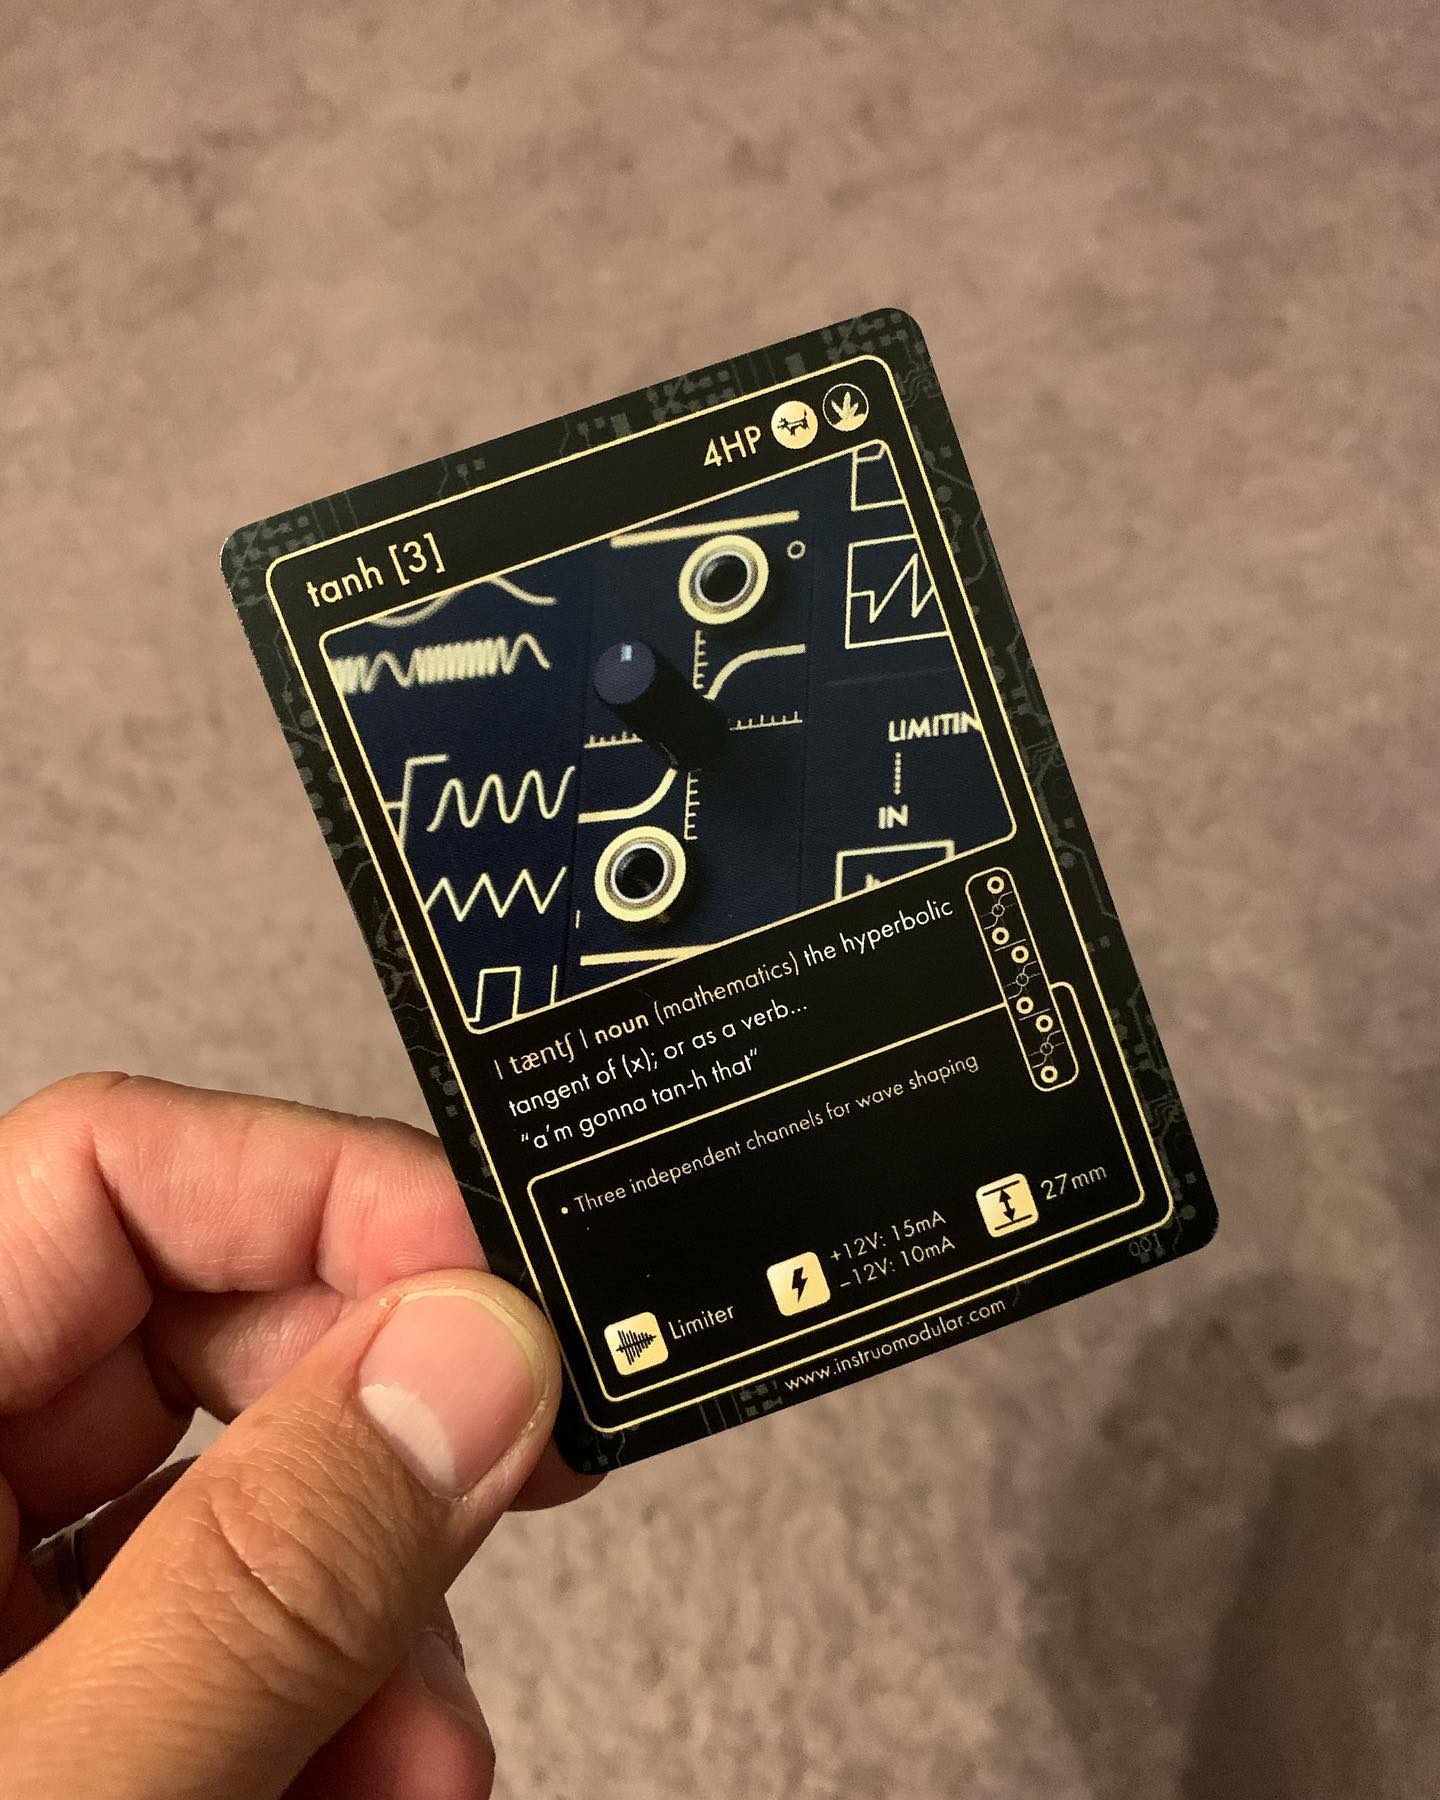 tanh [3]
4HP
LIMITIN
IN
| tæntʃ | noun (mathematics) the hyperbolic
tangent of (x); or as a verb...
“a'm gonna tan-h that”
• Three independent channels for wave shaping
Limiter
+12V: 15mA
−12V: 10mA
27mm
001
www.instruomodular.com